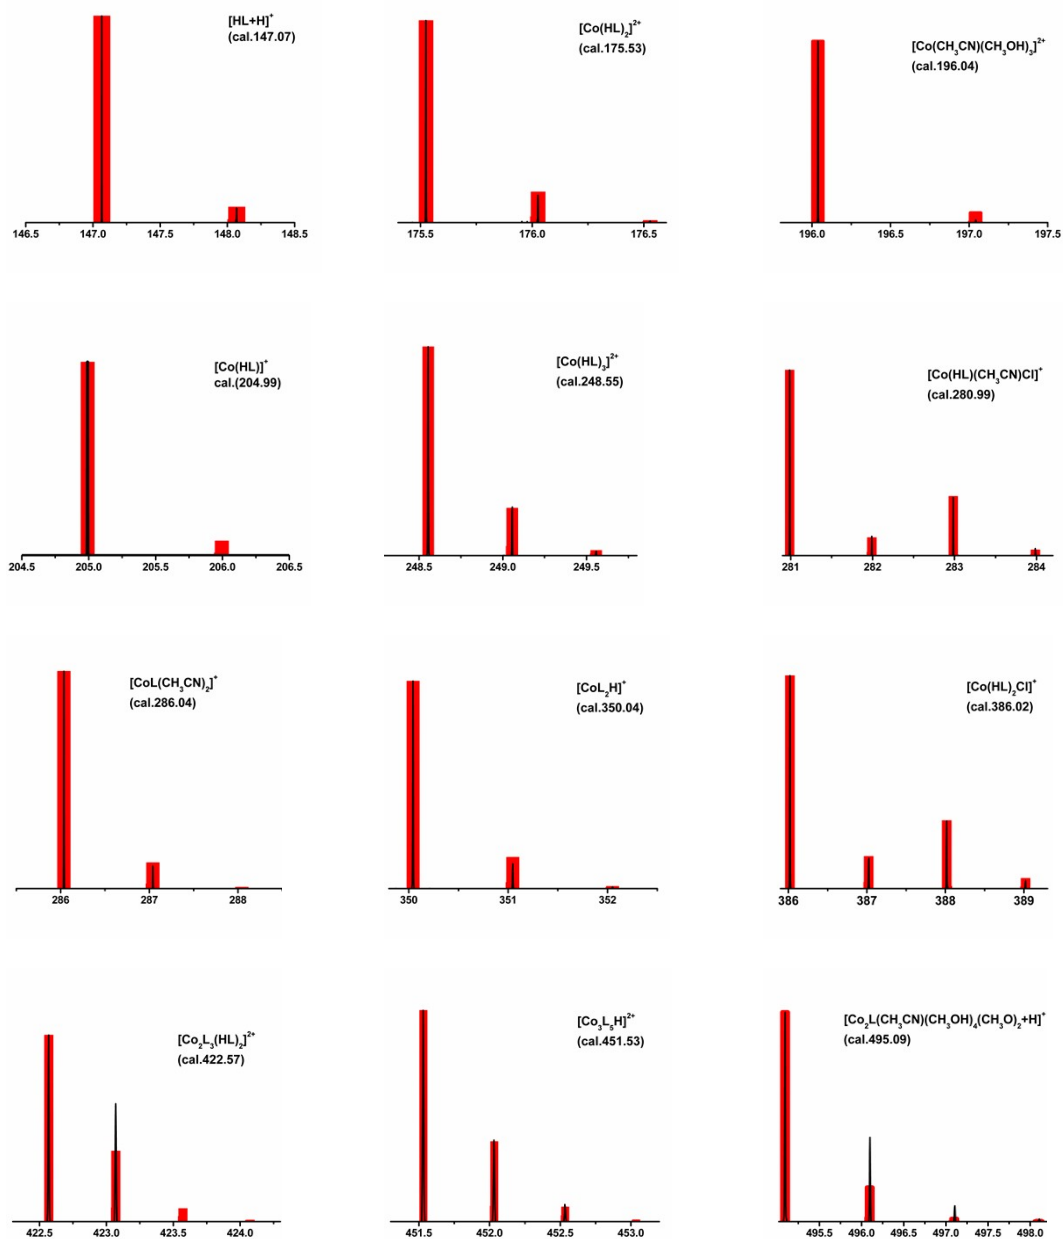 [HL+H]⁺
(cal.147.07)
146.5 147.0 147.5 148.0 148.5
[Co(HL)₂]²⁺
(cal.175.53)
175.5 176.0 176.5
[Co(CH₃CN)(CH₃OH)₃]²⁺
(cal.196.04)
196.0 196.5 197.0 197.5
[Co(HL)]⁺
cal.(204.99)
204.5 205.0 205.5 206.0 206.5
[Co(HL)₃]²⁺
(cal.248.55)
248.5 249.0 249.5
[Co(HL)(CH₃CN)Cl]⁺
(cal.280.99)
281 282 283 284
[CoL(CH₃CN)₂]⁺
(cal.286.04)
286 287 288
[CoL₂H]⁺
(cal.350.04)
350 351 352
[Co(HL)₂Cl]⁺
(cal.386.02)
386 387 388 389
[Co₂L₃(HL)₂]²⁺
(cal.422.57)
422.5 423.0 423.5 424.0
[Co₃L₅H]²⁺
(cal.451.53)
451.5 452.0 452.5 453.0
[Co₂L(CH₃CN)(CH₃OH)₄(CH₃O)₂+H]⁺
(cal.495.09)
495.5 496.0 496.5 497.0 497.5 498.0